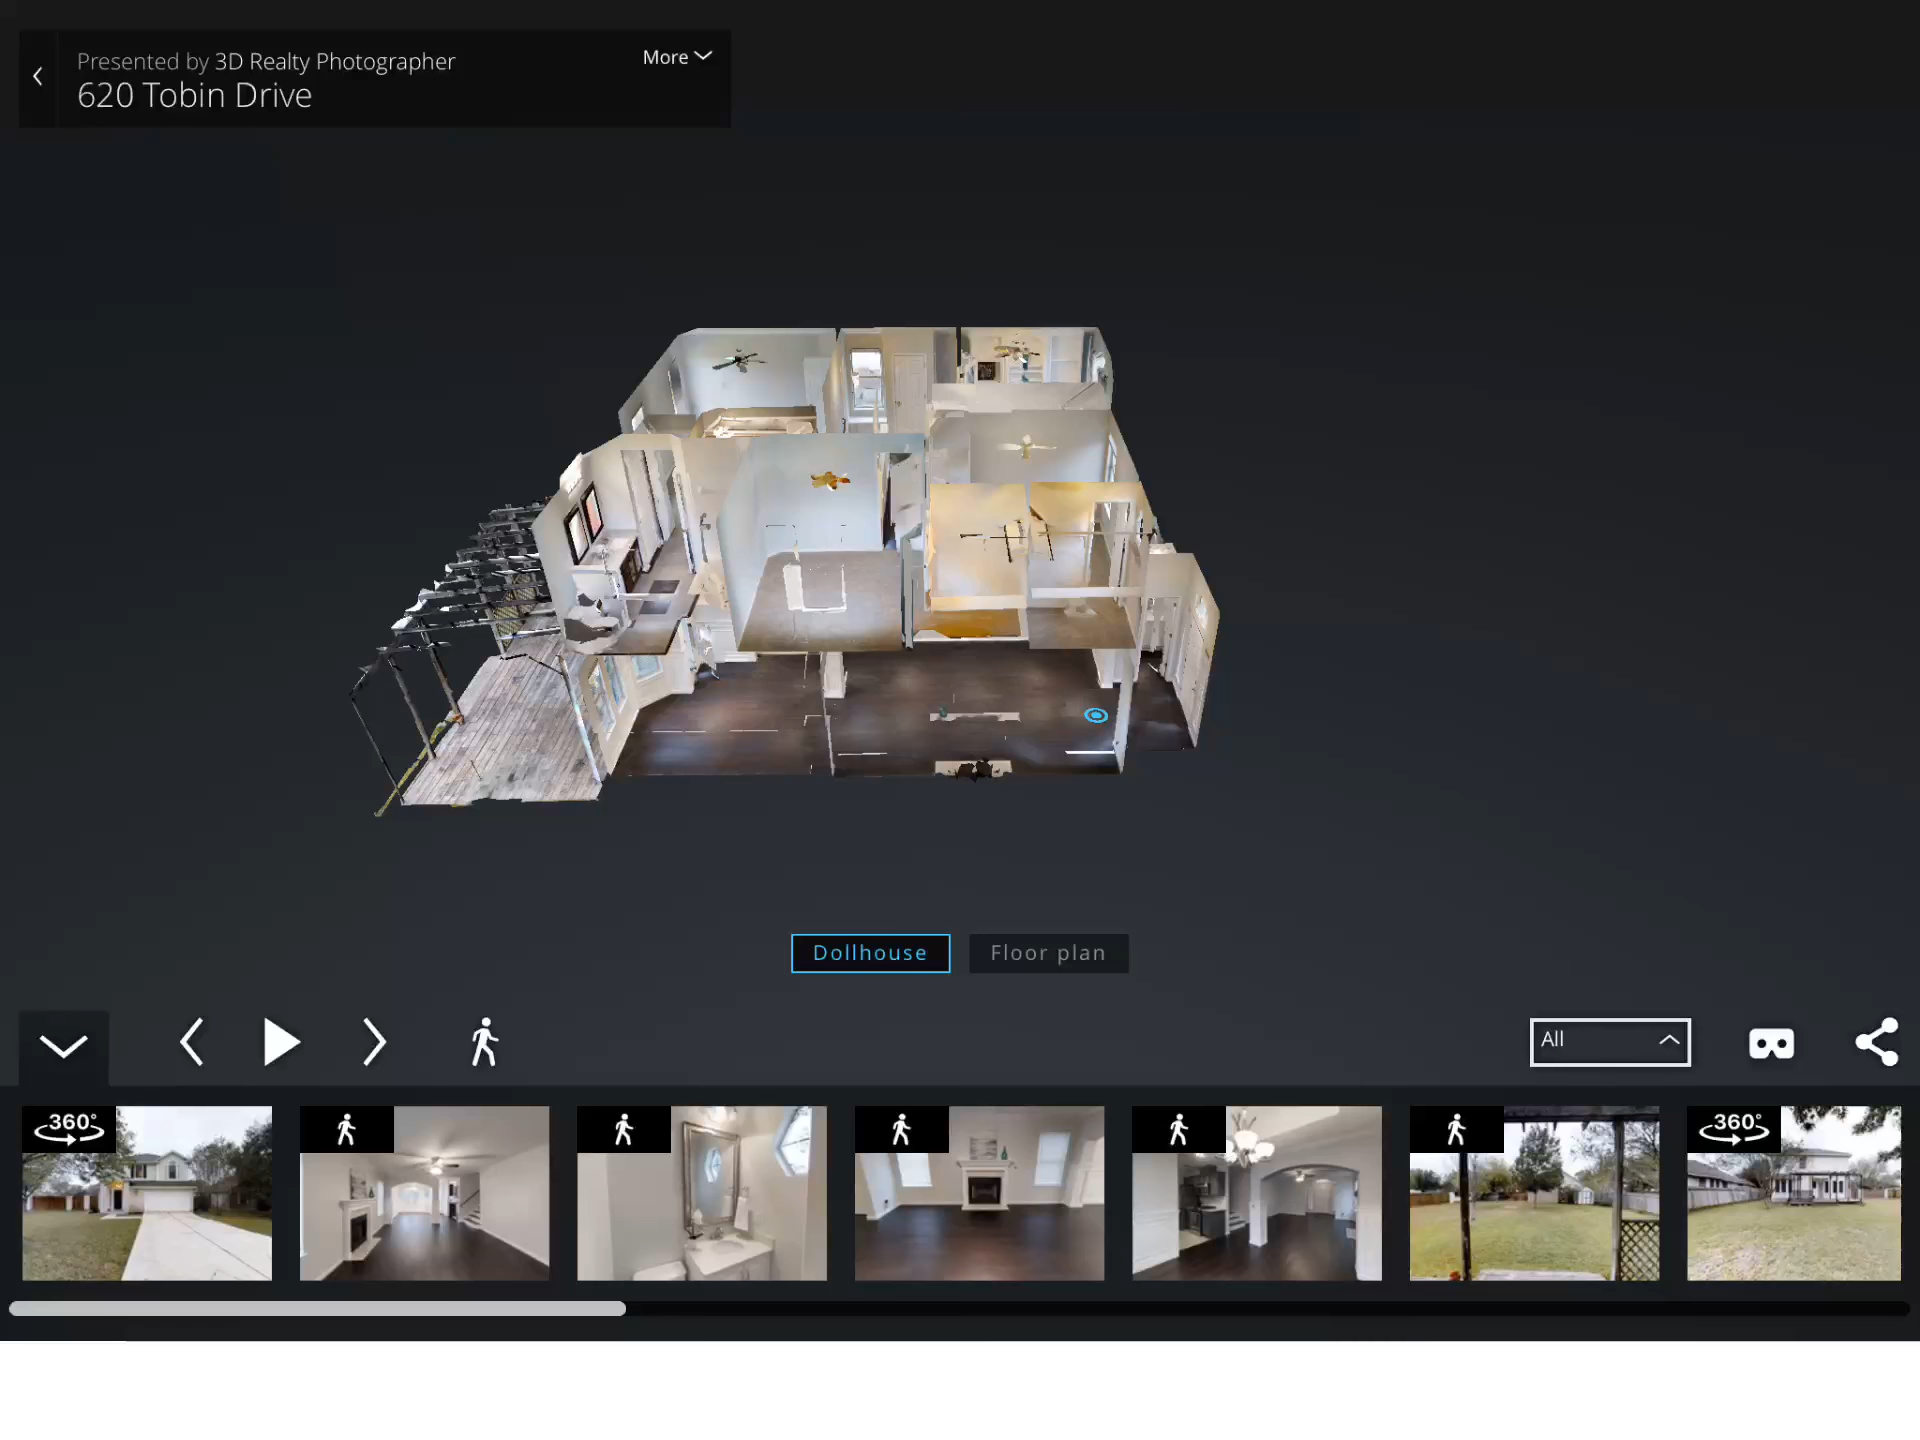 Presented by 3D Realty Photographer
More
620 Tobin Drive
Dollhouse
Floor plan
All
360°
360°